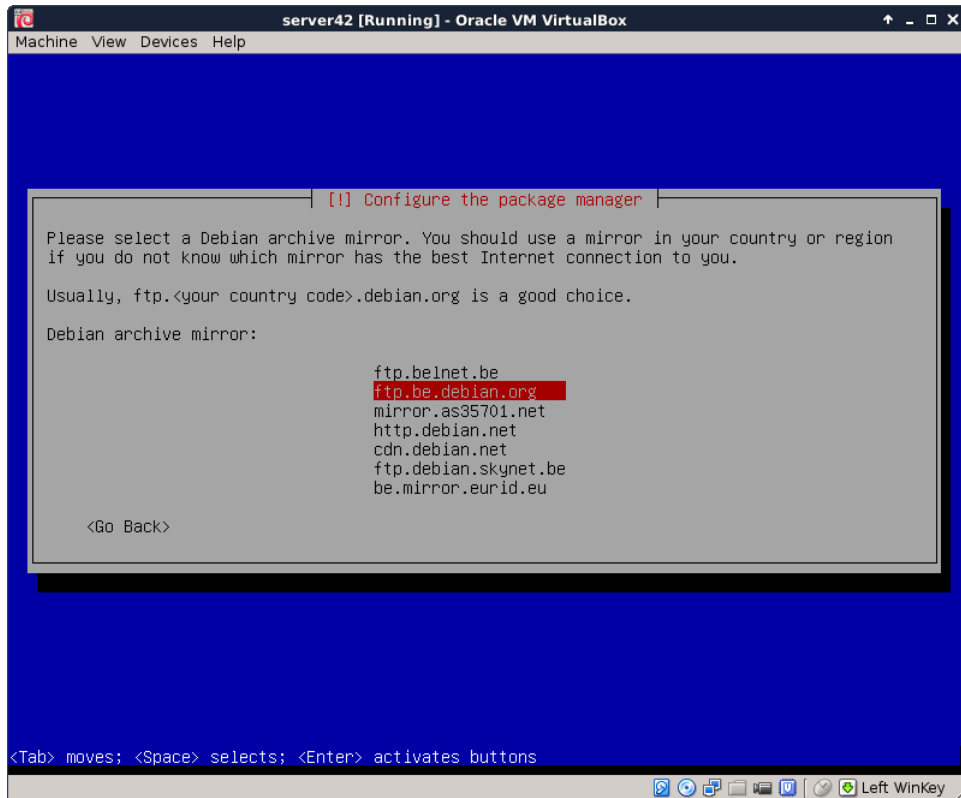 server42 [Running] - Oracle VM VirtualBox
Machine View Devices Help
[!] Configure the package manager
Please select a Debian archive mirror. You should use a mirror in your country or region
if you do not know which mirror has the best Internet connection to you.
Usually, ftp.<your country code>.debian.org is a good choice.
Debian archive mirror:
ftp.belnet.be
ftp.be.debian.org
mirror.as35701.net
http.debian.net
cdn.debian.net
ftp.debian.skynet.be
be.mirror.eurid.eu
<Go Back>
<Tab> moves; <Space> selects; <Enter> activates buttons
Left WinKey